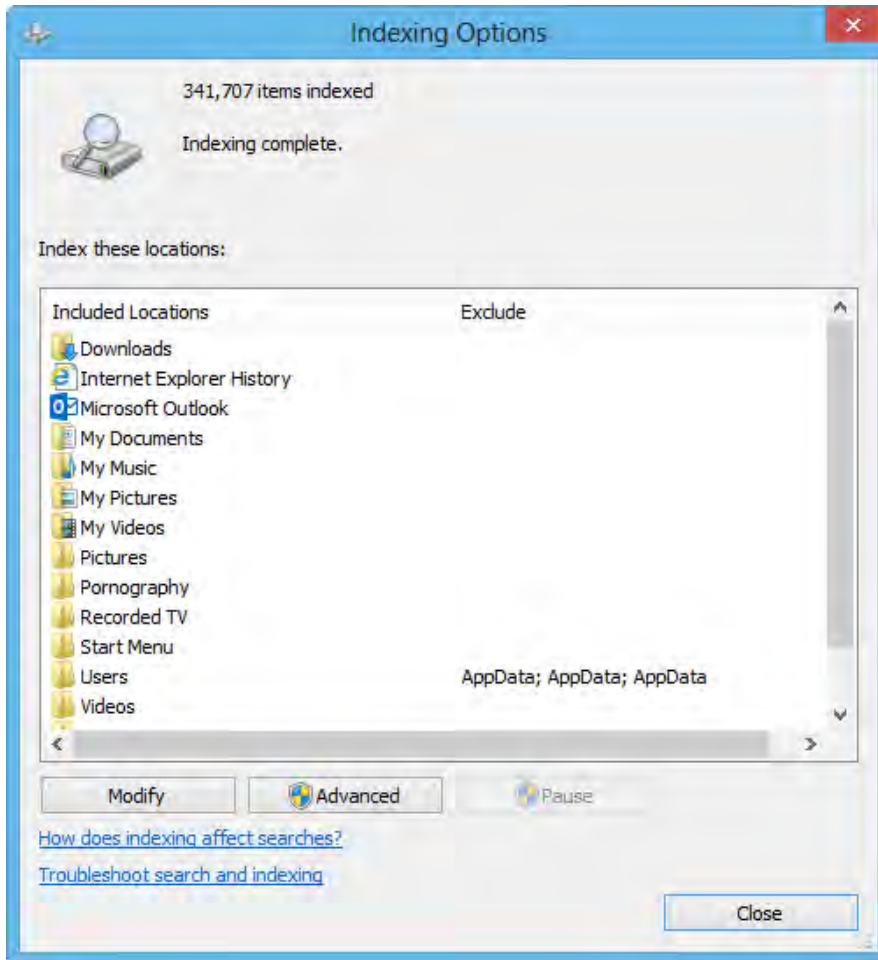 Indexing Options
341,707 items indexed
Indexing complete.
Index these locations:
Included Locations Exclude
Downloads
Internet Explorer History
Microsoft Outlook
My Documents
My Music
My Pictures
My Videos
Pictures
Pornography
Recorded TV
Start Menu
Users AppData; AppData; AppData
Videos
Modify Advanced Pause
How does indexing affect searches?
Troubleshoot search and indexing
Close